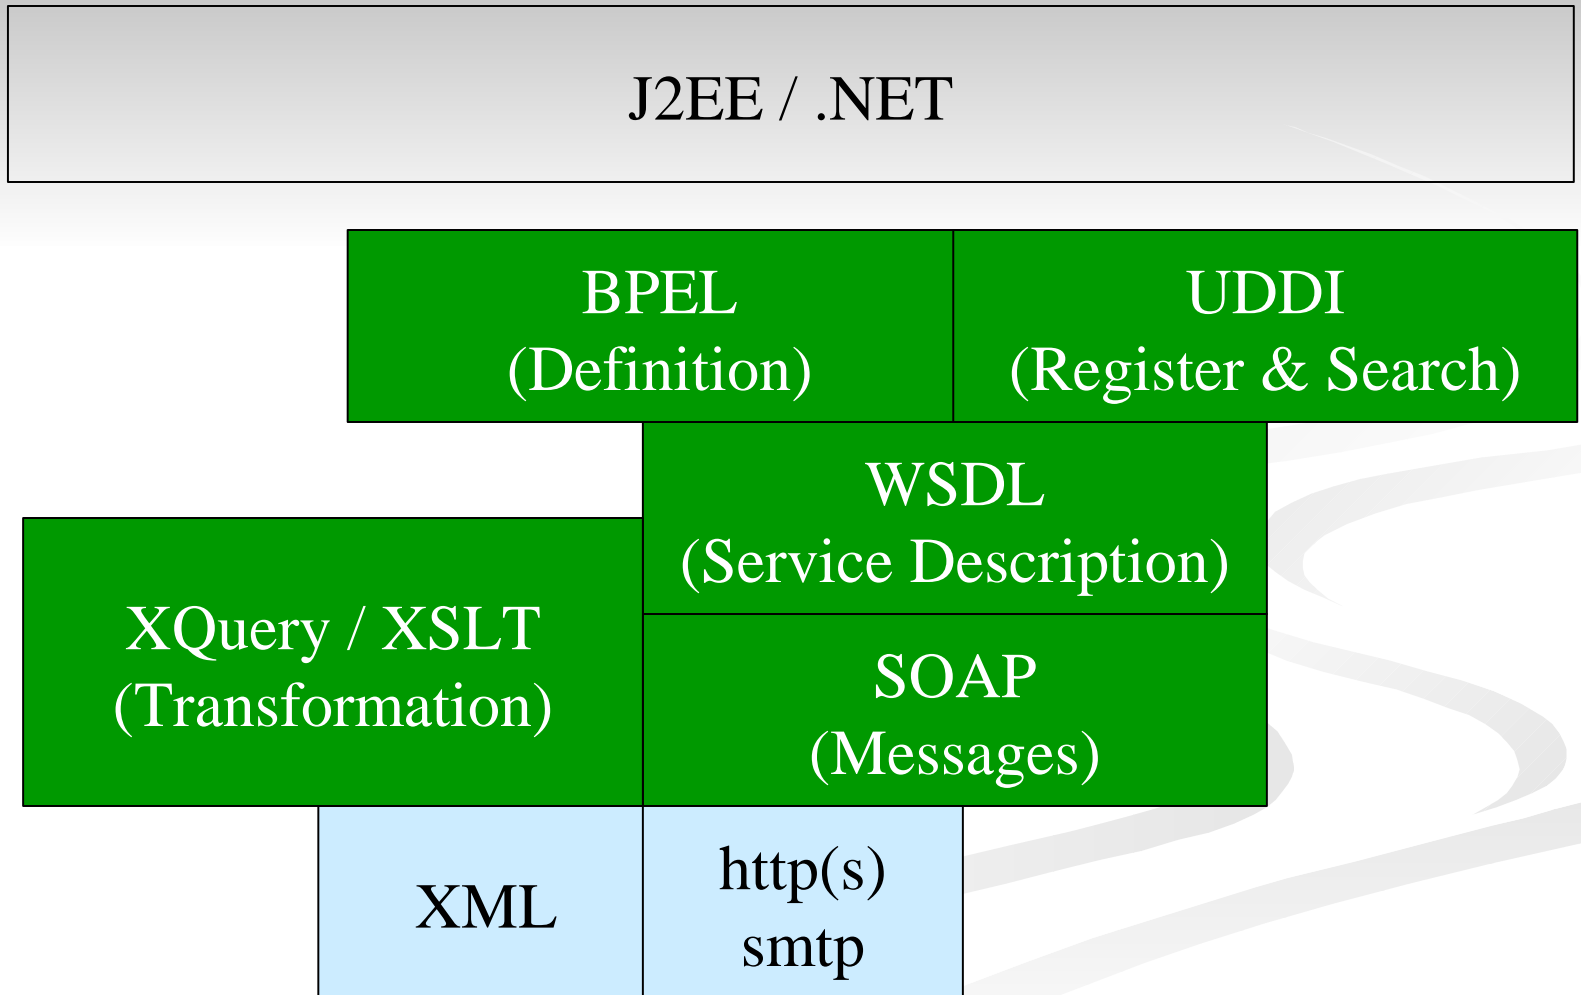 J2EE / .NET
BPEL
(Definition)
UDDI
(Register & Search)
WSDL
(Service Description)
XQuery / XSLT
(Transformation)
SOAP
(Messages)
XML
http(s)
smtp